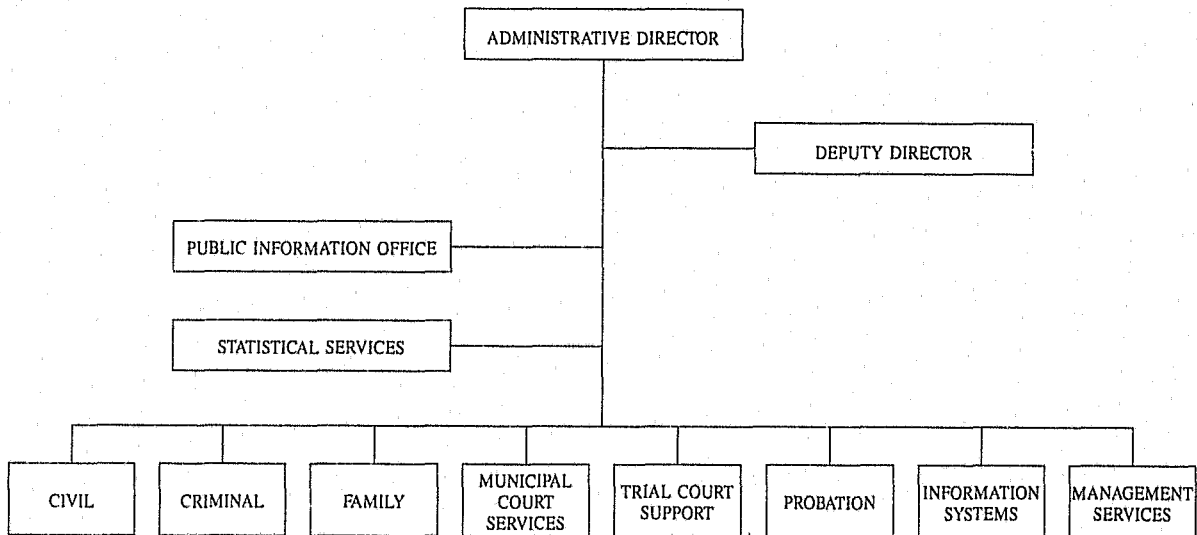 ADMINISTRATIVE DIRECTOR
DEPUTY DIRECTOR
PUBLIC INFORMATION OFFICE
STATISTICAL SERVICES
CIVIL
CRIMINAL
FAMILY
MUNICIPAL
COURT
SERVICES
TRIAL COURT
SUPPORT
PROBATION
INFORMATION
SYSTEMS
MANAGEMENT
SERVICES